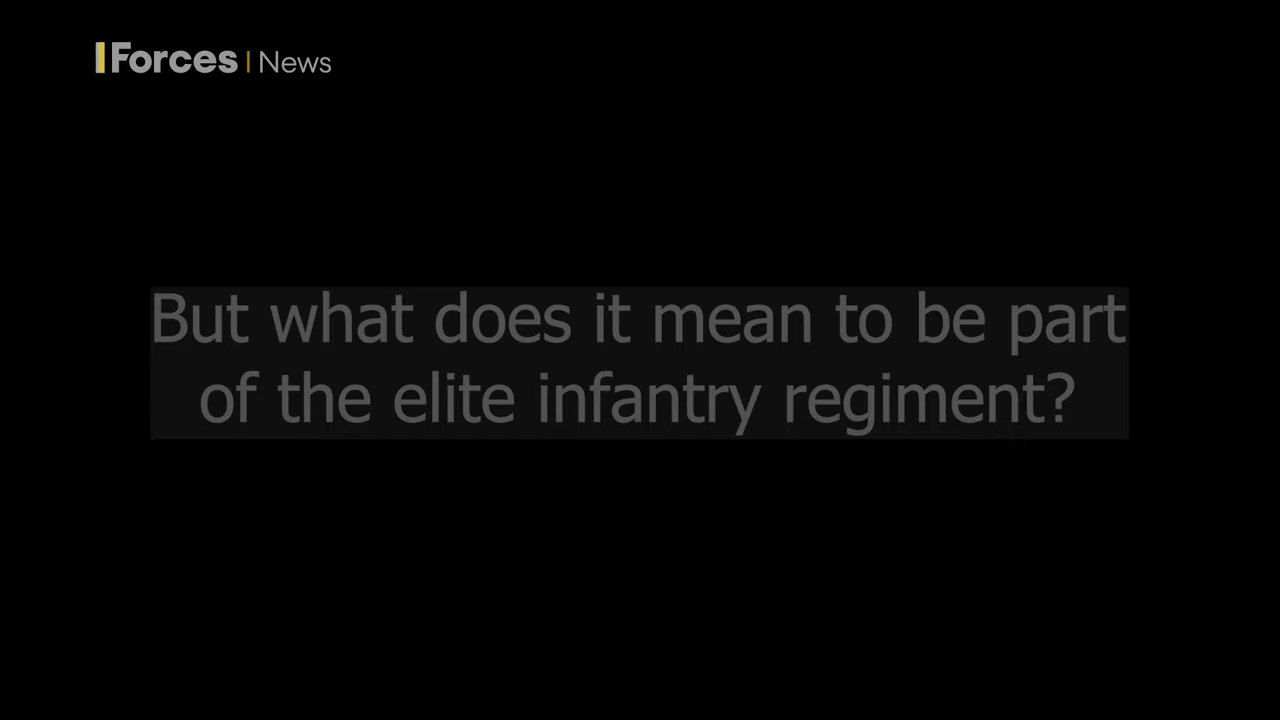 Forces | News
But what does it mean to be part
of the elite infantry regiment?